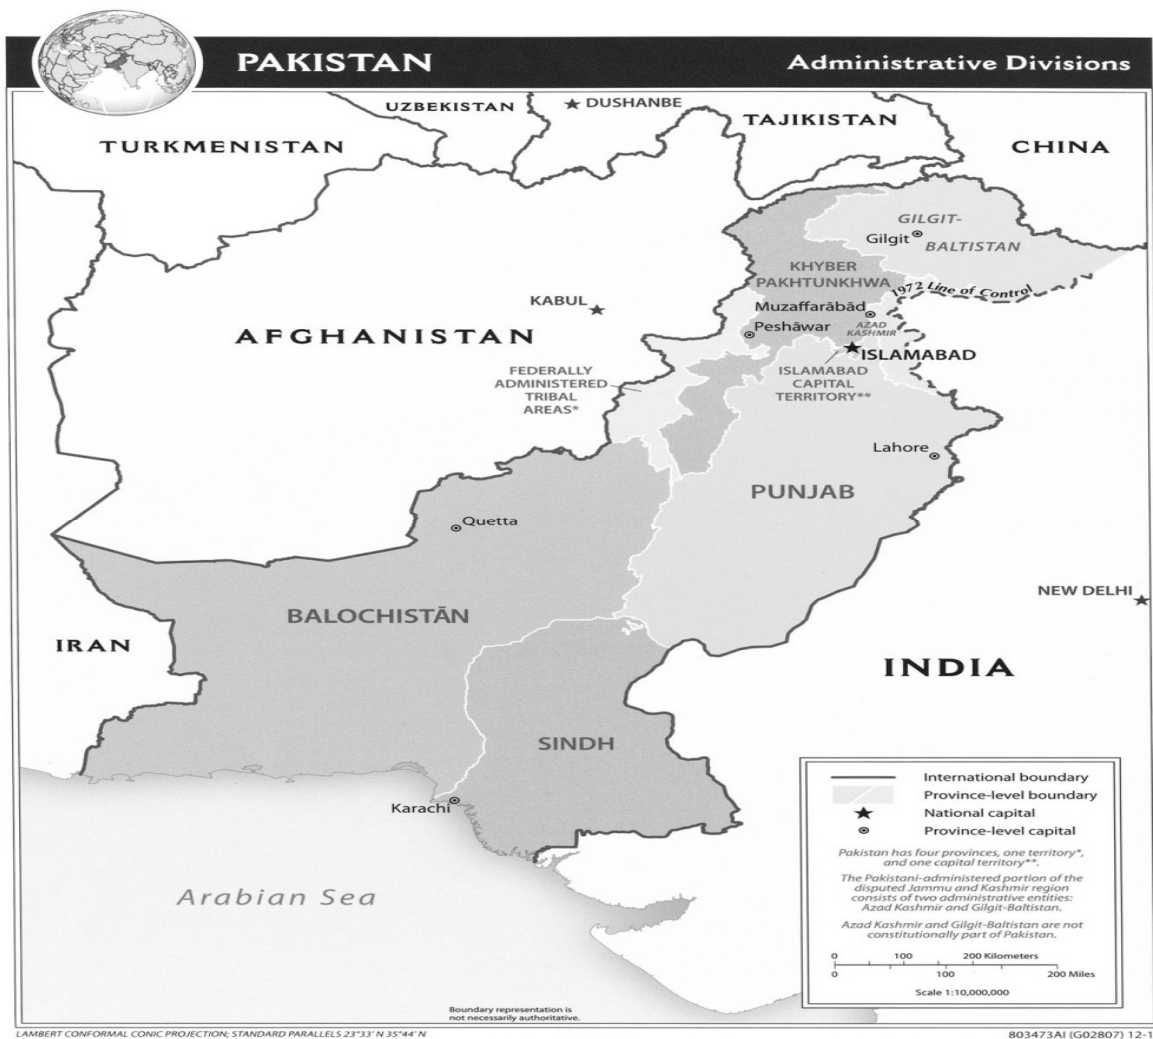 PAKISTAN
Administrative Divisions
UZBEKISTAN
DUSHANBE
TAJIKISTAN
TURKMENISTAN
CHINA
GILGIT-
BALTISTAN
Gilgit
KHYBER
PAKHTUNKHWA
1972 Line of Control
KABUL
Muzaffarābād
Peshāwar
AZAD
KASHMIR
AFGHANISTAN
ISLAMABAD
FEDERALLY
ADMINISTERED
TRIBAL
AREAS*
ISLAMABAD
CAPITAL
TERRITORY**
Lahore
PUNJAB
Quetta
NEW DELHI
BALOCHISTĀN
IRAN
INDIA
SINDH
Karachi
Arabian Sea
International boundary
Province-level boundary
National capital
Province-level capital
Pakistan has four provinces, one territory*,
and one capital territory**.
The Pakistani-administered portion of the
disputed Jammu and Kashmir region
consists of two administrative entities:
Azad Kashmir and Gilgit-Baltistan.
Azad Kashmir and Gilgit-Baltistan are not
constitutionally part of Pakistan.
0 100 200 Kilometers
0 100 200 Miles
Scale 1:10,000,000
Boundary representation is
not necessarily authoritative.
LAMBERT CONFORMAL CONIC PROJECTION; STANDARD PARALLELS 23°33' N 35°44' N
803473AI (G02807) 12-1